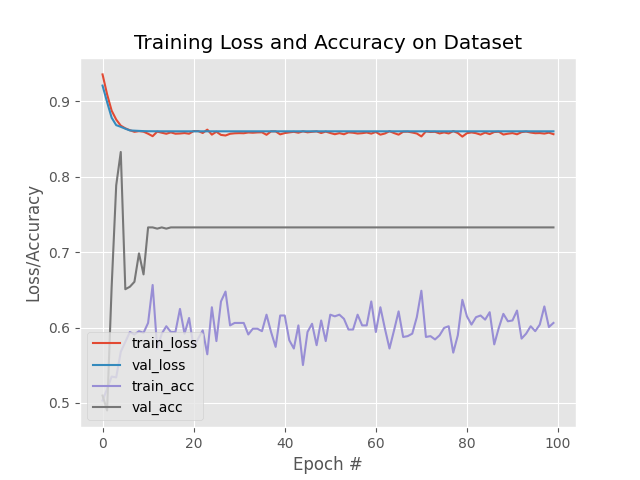 Training Loss and Accuracy on Dataset
Loss/Accuracy
0.9
0.8
0.7
0.6
0.5
train_loss
val_loss
train_acc
val_acc
0 20 40 60 80 100
Epoch #